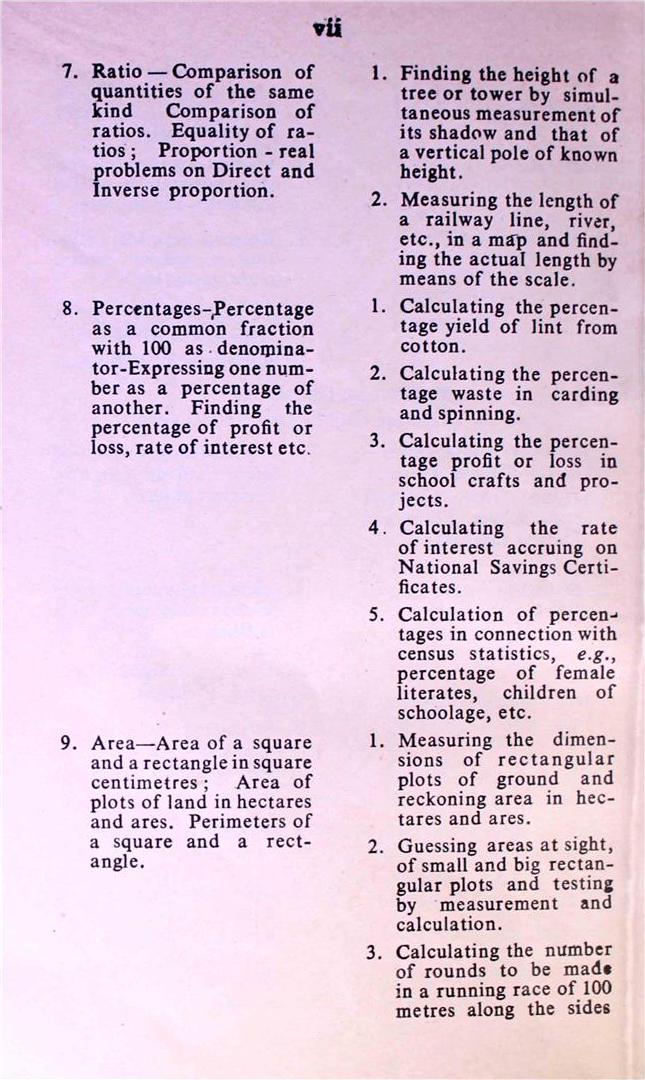 vii
7. Ratio — Comparison of
quantities of the same
kind Comparison of
ratios. Equality of ra-
tios ; Proportion - real
problems on Direct and
Inverse proportion.
1. Finding the height of a
tree or tower by simul-
taneous measurement of
its shadow and that of
a vertical pole of known
height.
2. Measuring the length of
a railway line, river,
etc., in a map and find-
ing the actual length by
means of the scale.
8. Percentages-Percentage
as a common fraction
with 100 as denomina-
tor-Expressing one num-
ber as a percentage of
another. Finding the
percentage of profit or
loss, rate of interest etc.
1. Calculating the percen-
tage yield of lint from
cotton.
2. Calculating the percen-
tage waste in carding
and spinning.
3. Calculating the percen-
tage profit or loss in
school crafts and pro-
jects.
4. Calculating the rate
of interest accruing on
National Savings Certi-
ficates.
5. Calculation of percen-
tages in connection with
census statistics, e.g.,
percentage of female
literates, children of
schoolage, etc.
9. Area—Area of a square
and a rectangle in square
centimetres ; Area of
plots of land in hectares
and ares. Perimeters of
a square and a rect-
angle.
1. Measuring the dimen-
sions of rectangular
plots of ground and
reckoning area in hec-
tares and ares.
2. Guessing areas at sight,
of small and big rectan-
gular plots and testing
by measurement and
calculation.
3. Calculating the number
of rounds to be made
in a running race of 100
metres along the sides